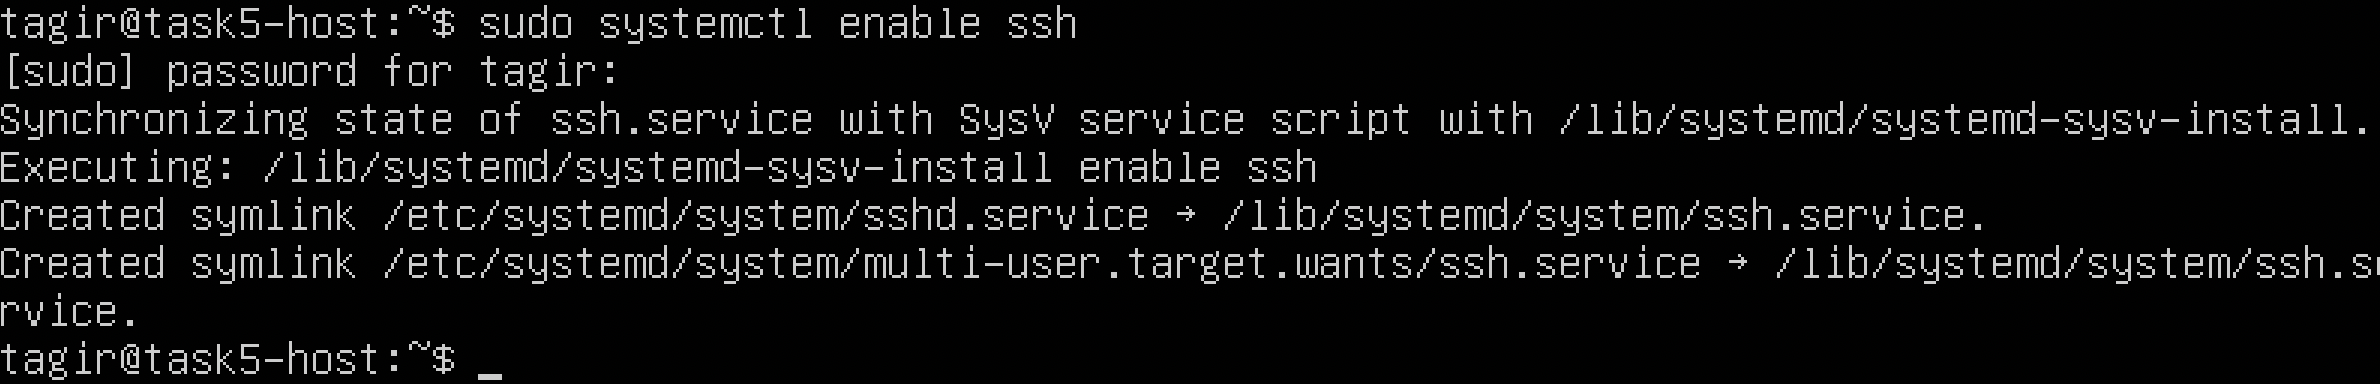 tagir@task5-host:~$ sudo systemctl enable ssh
[sudo] password for tagir:
Synchronizing state of ssh.service with SysV service script with /lib/systemd/systemd-sysv-install.
Executing: /lib/systemd/systemd-sysv-install enable ssh
Created symlink /etc/systemd/system/sshd.service → /lib/systemd/system/ssh.service.
Created symlink /etc/systemd/system/multi-user.target.wants/ssh.service → /lib/systemd/system/ssh.se
rvice.
tagir@task5-host:~$ _